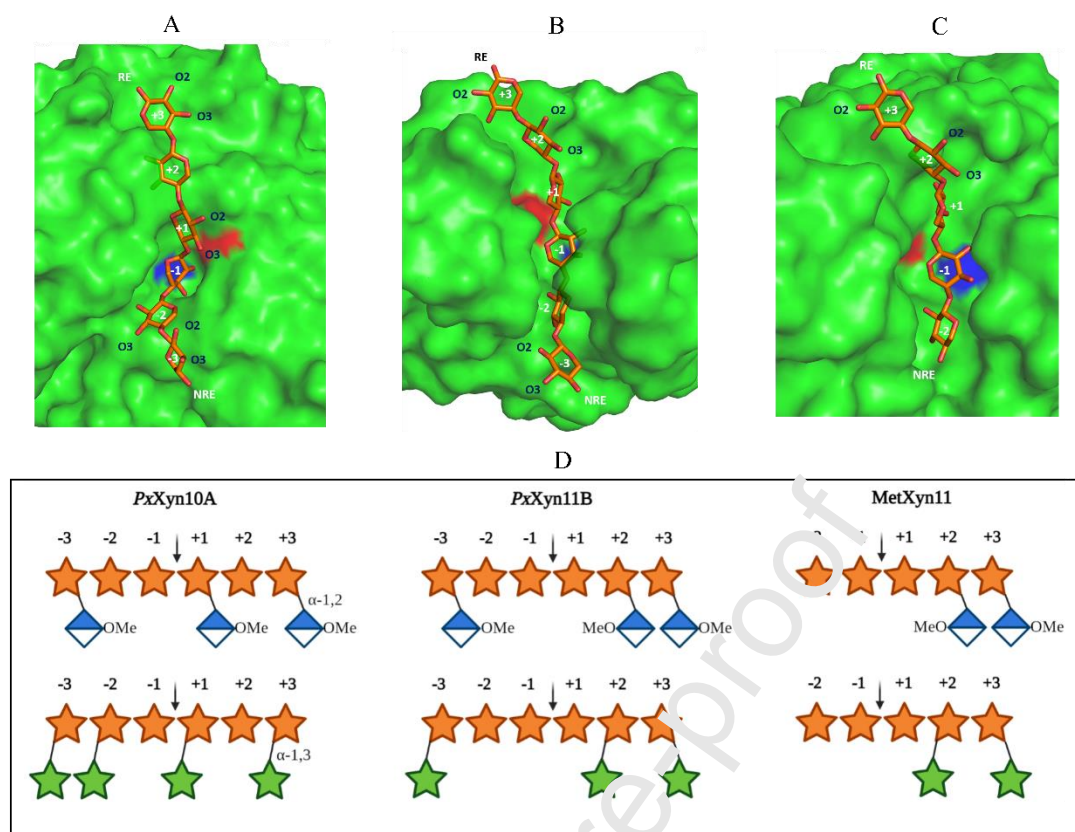 A
RE
O2
+3
O3
+2
O2
+1
O3
-1
-2
O2
O3
-3
O3
NRE
B
RE
+3
O2
O2
+2
O3
+1
-1
-2
O2
-3
O3
NRE
C
RE
O2
+3
O2
+2
O3
+1
-1
-2
NRE
D
PxXyn10A
-3 -2 -1 +1 +2 +3
α-1,2
OMe OMe OMe
-3 -2 -1 +1 +2 +3
α-1,3
PxXyn11B
-3 -2 -1 +1 +2 +3
OMe MeO OMe
-3 -2 -1 +1 +2 +3
MetXyn11
+1 +2 +3
MeO OMe
-2 -1 +1 +2 +3
re-proof